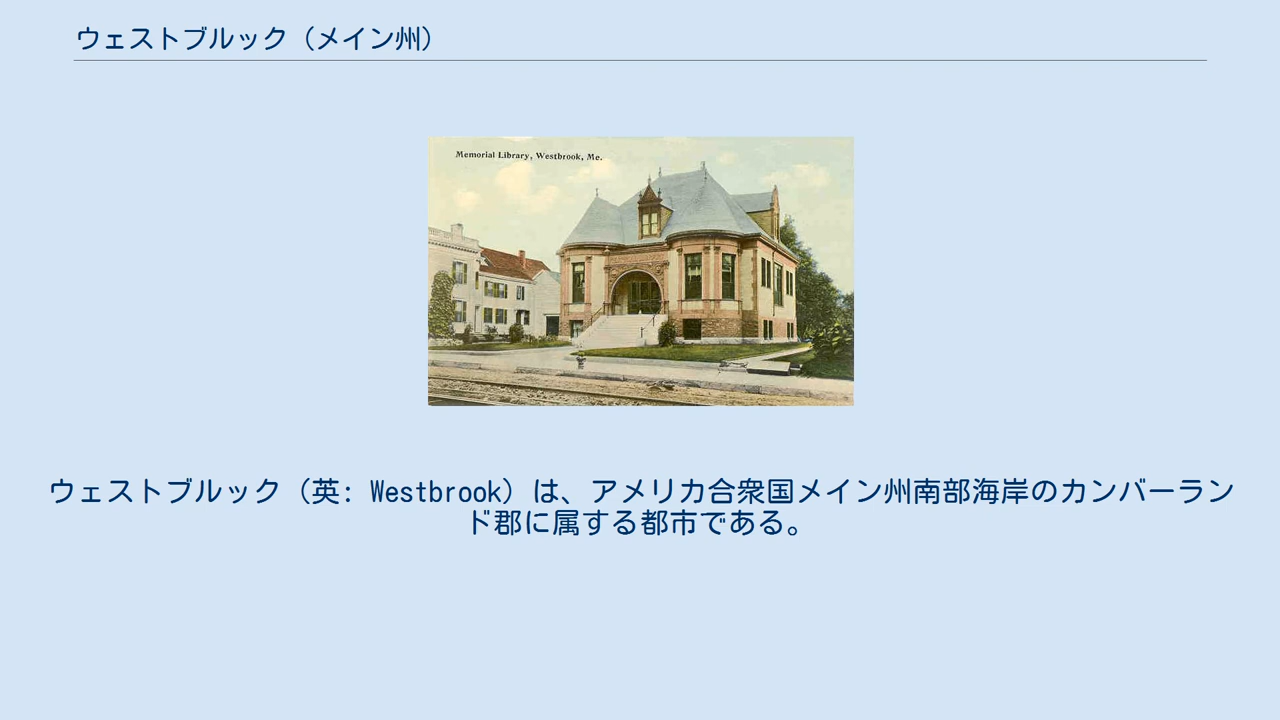 ウェストブルック（メイン州）
Memorial Library, Westbrook, Me.
ウェストブルック（英: Westbrook）は、アメリカ合衆国メイン州南部海岸のカンバーラン
ド郡に属する都市である。